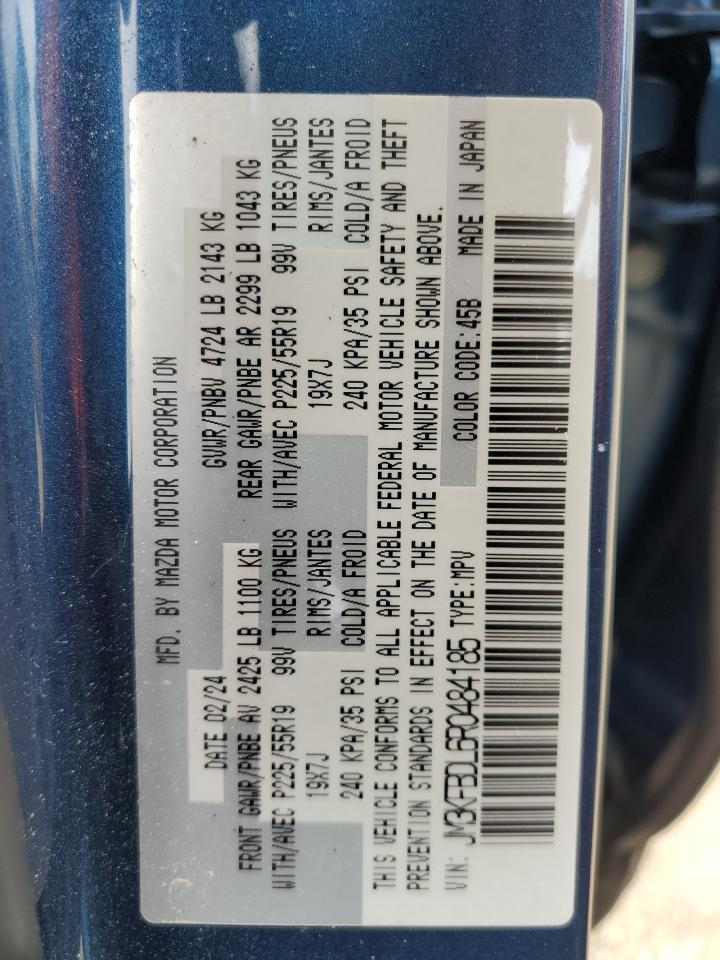 MFD. BY MAZDA MOTOR CORPORATION
DATE 02/24 GVWR/PNBV 4724 LB 2143 KG
FRONT GAWR/PNBE AV 2425 LB 1100 KG REAR GAWR/PNBE AR 2299 LB 1043 KG
WITH/AVEC P225/55R19 99V TIRES/PNEUS WITH/AVEC P225/55R19 99V TIRES/PNEUS
19X7J RIMS/JANTES 19X7J RIMS/JANTES
240 KPA/35 PSI COLD/A FROID 240 KPA/35 PSI COLD/A FROID
THIS VEHICLE CONFORMS TO ALL APPLICABLE FEDERAL MOTOR VEHICLE SAFETY AND THEFT
PREVENTION STANDARDS IN EFFECT ON THE DATE OF MANUFACTURE SHOWN ABOVE.
VIN: JM3KFBDL6R0484185 TYPE:MPV COLOR CODE:45B MADE IN JAPAN